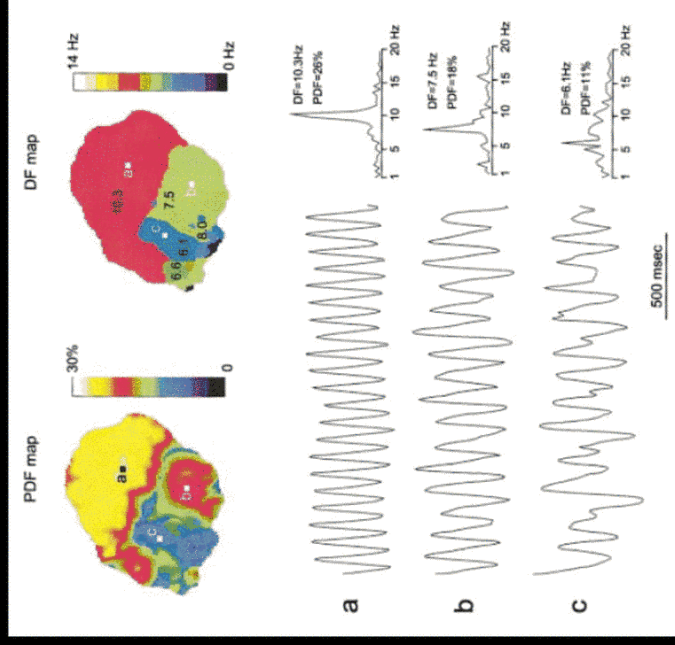 PDF map
DF map
30%
0
14 Hz
0 Hz
a
b
c
10.3
a
7.5
b
c
6.6
6.1
8.0
a
DF=10.3Hz
PDF=26%
1 5 10 15 20 Hz
b
DF=7.5 Hz
PDF=18%
1 5 10 15 20 Hz
c
DF=6.1Hz
PDF=11%
1 5 10 15 20 Hz
500 msec